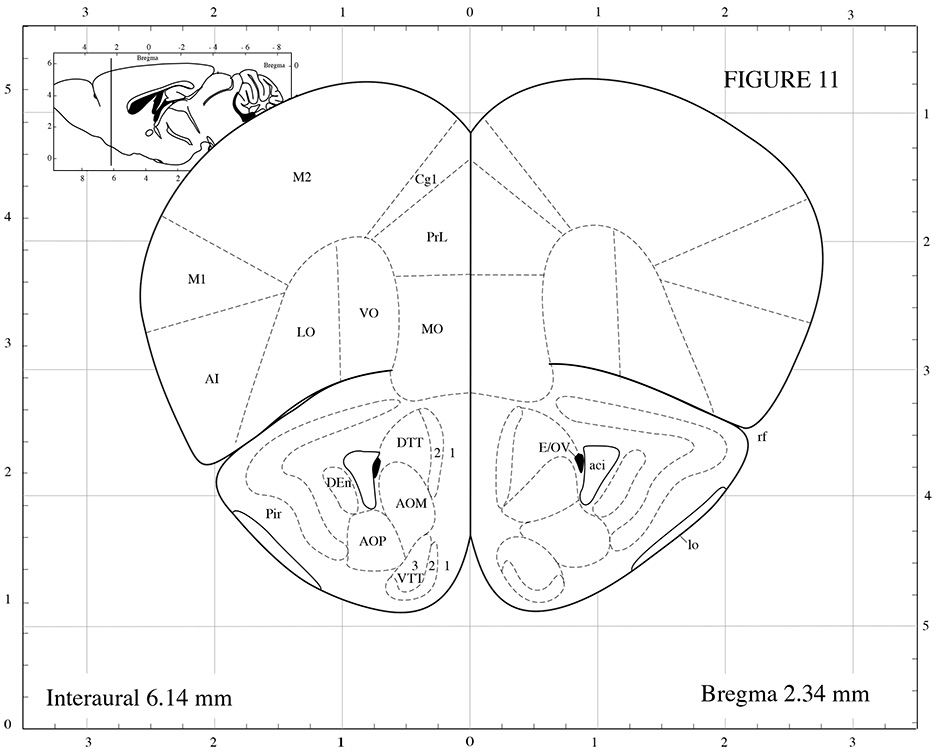 3 2 1 0 1 2 3
4 2 0 -2 -4 -6 -8
Bregma
Bregma 0
6
4
2
0
8 6 4 2
FIGURE 11
5
4
3
2
1
0
1
2
3
4
5
M2
Cg1
PrL
M1
VO
LO
MO
AI
rf
DTT
2 1
E/OV
aci
DEn
AOM
Pir
AOP
lo
3 2 1
VTT
Interaural 6.14 mm
Bregma 2.34 mm
3 2 1 0 1 2 3